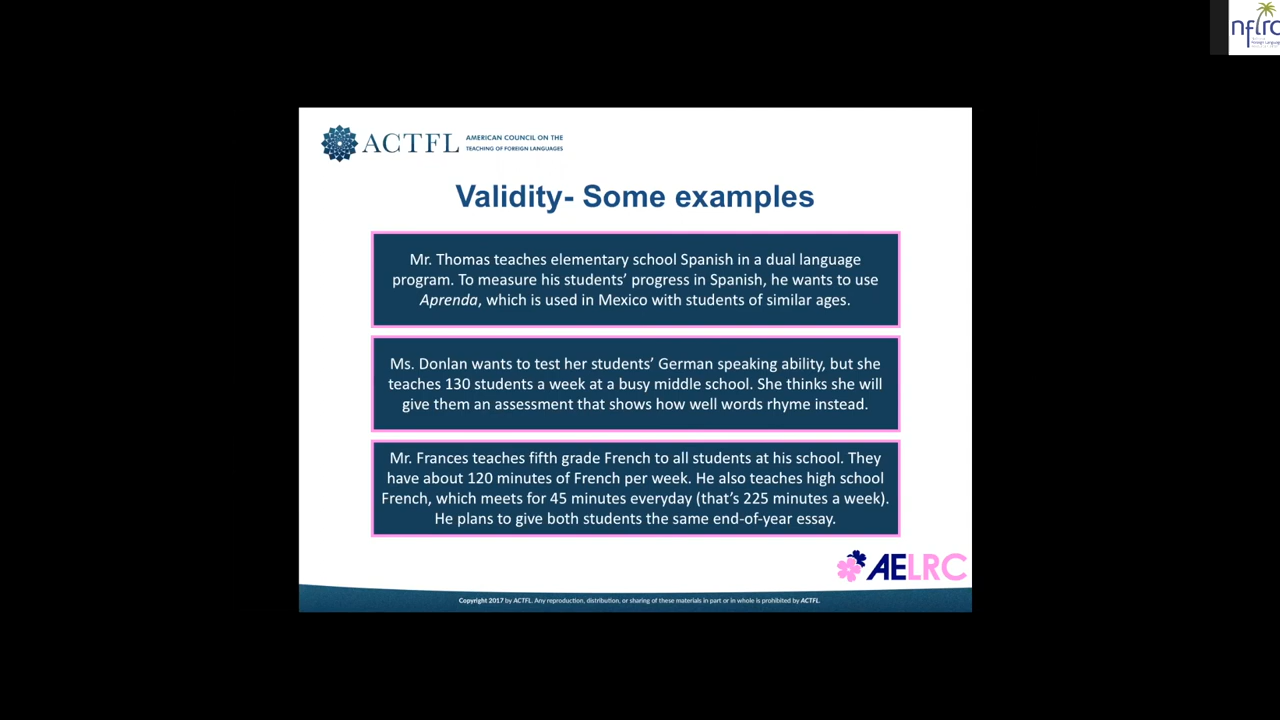 nflrc
ACTFL
AMERICAN COUNCIL ON THE
TEACHING OF FOREIGN LANGUAGES
Validity- Some examples
Mr. Thomas teaches elementary school Spanish in a dual language
program. To measure his students’ progress in Spanish, he wants to use
Aprenda, which is used in Mexico with students of similar ages.
Ms. Donlan wants to test her students’ German speaking ability, but she
teaches 130 students a week at a busy middle school. She thinks she will
give them an assessment that shows how well words rhyme instead.
Mr. Frances teaches fifth grade French to all students at his school. They
have about 120 minutes of French per week. He also teaches high school
French, which meets for 45 minutes everyday (that’s 225 minutes a week).
He plans to give both students the same end-of-year essay.
AELRC
Copyright 2017 by ACTFL. Any reproduction, distribution, or sharing of these materials in part or in whole is prohibited by ACTFL.